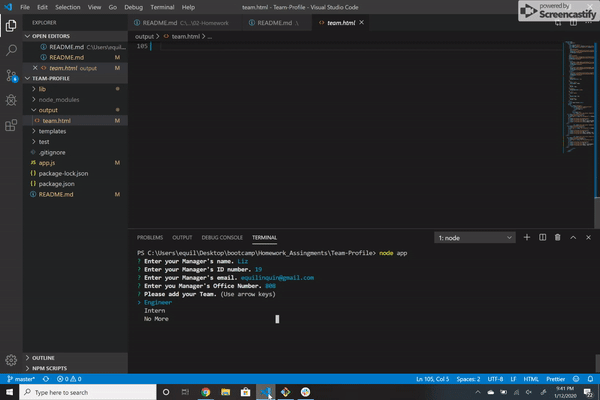 File Edit Selection View Go Debug Terminal Help
team.html - Team-Profile - Visual Studio Code
powered by
Screencastify
EXPLORER
README.md C:\...\02-Homework
README.md .\
team.html
OPEN EDITORS
output > team.html > ...
README.md C:\Users\equil...
105
README.md M
team.html output M
TEAM-PROFILE
lib
node_modules
output
team.html M
templates
test
.gitignore
app.js M
package-lock.json
package.json
README.md M
PROBLEMS OUTPUT DEBUG CONSOLE TERMINAL
1: node
PS C:\Users\equil\Desktop\bootcamp\Homework_Assingments\Team-Profile> node app
? Enter your Manager's name. Liz
? Enter your Manager's ID number. 19
? Enter your Manager's email. equilinquin@gmail.com
? Enter you Manager's Office Number. 808
? Please add your Team. (Use arrow keys)
> Engineer
Intern
No More
OUTLINE
NPM SCRIPTS
master* 0 0
Ln 105, Col 5 Spaces: 2 UTF-8 LF HTML Prettier
Type here to search
9:41 PM
1/12/2020